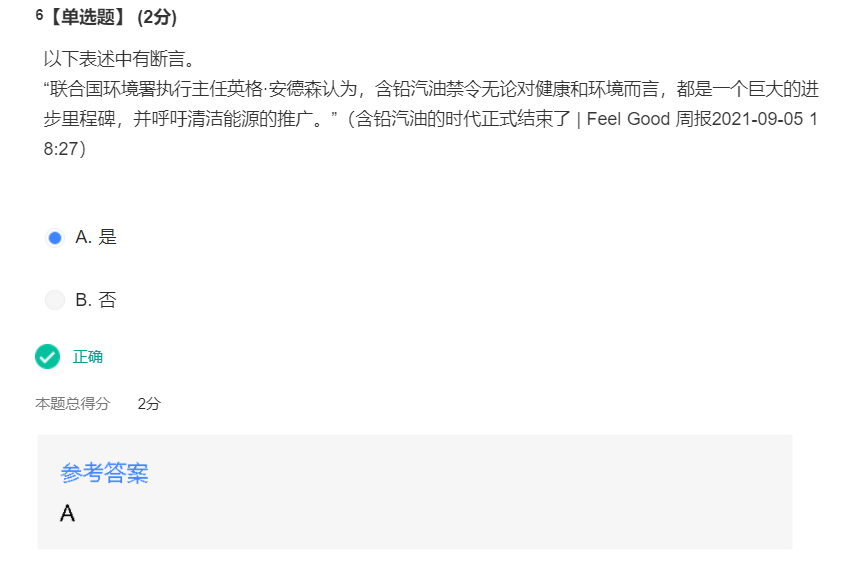 6【单选题】 (2分)
以下表述中有断言。
“联合国环境署执行主任英格·安德森认为，含铅汽油禁令无论对健康和环境而言，都是一个巨大的进
步里程碑，并呼吁清洁能源的推广。”（含铅汽油的时代正式结束了 | Feel Good 周报2021-09-05 1
8:27）
A. 是
B. 否
正确
本题总得分 2分
参考答案
A